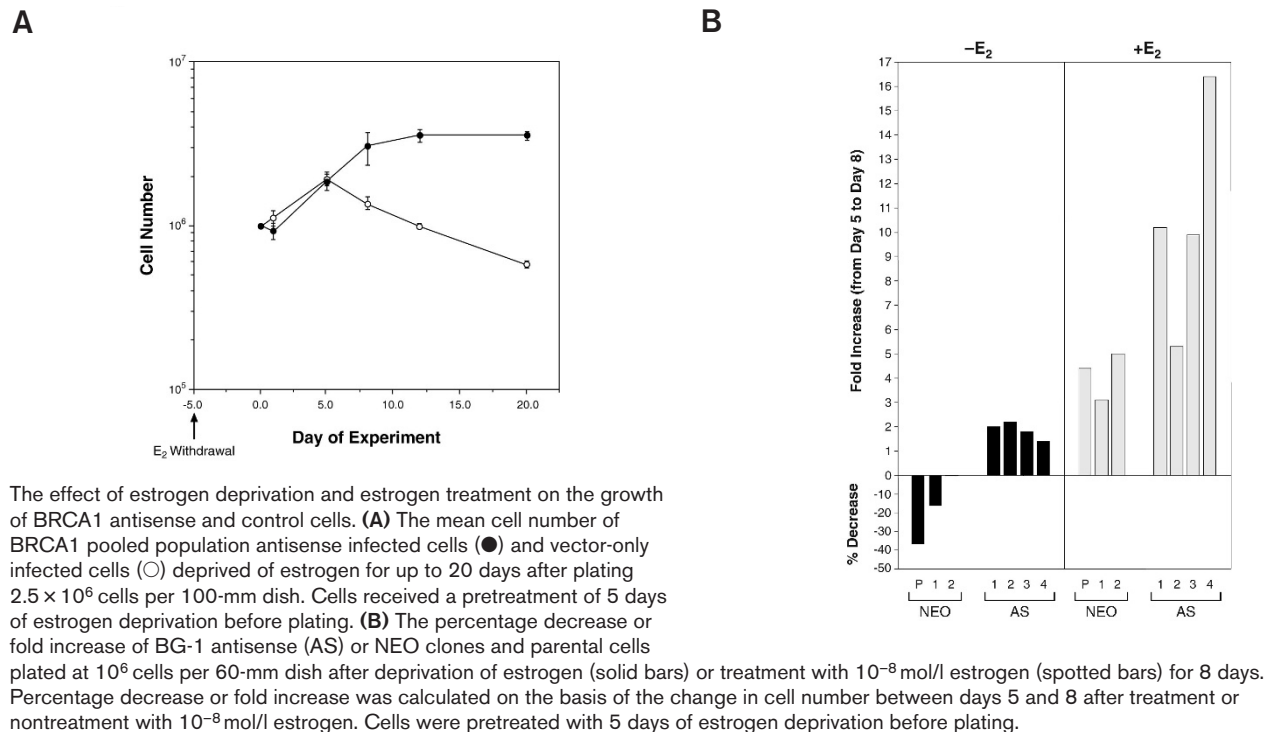 A
10⁷
10⁶
10⁵
Cell Number
-5.0 0.0 5.0 10.0 15.0 20.0
Day of Experiment
E₂ Withdrawal
B
–E₂ +E₂
17
16
15
14
13
12
11
10
9
8
7
6
5
4
3
2
1
0
-10
-20
-30
-40
-50
Fold Increase (from Day 5 to Day 8)
% Decrease
P 1 2 1 2 3 4 P 1 2 1 2 3 4
NEO AS NEO AS
The effect of estrogen deprivation and estrogen treatment on the growth
of BRCA1 antisense and control cells. (A) The mean cell number of
BRCA1 pooled population antisense infected cells (●) and vector-only
infected cells (○) deprived of estrogen for up to 20 days after plating
2.5 × 10⁶ cells per 100-mm dish. Cells received a pretreatment of 5 days
of estrogen deprivation before plating. (B) The percentage decrease or
fold increase of BG-1 antisense (AS) or NEO clones and parental cells
plated at 10⁶ cells per 60-mm dish after deprivation of estrogen (solid bars) or treatment with 10⁻⁸ mol/l estrogen (spotted bars) for 8 days.
Percentage decrease or fold increase was calculated on the basis of the change in cell number between days 5 and 8 after treatment or
nontreatment with 10⁻⁸ mol/l estrogen. Cells were pretreated with 5 days of estrogen deprivation before plating.